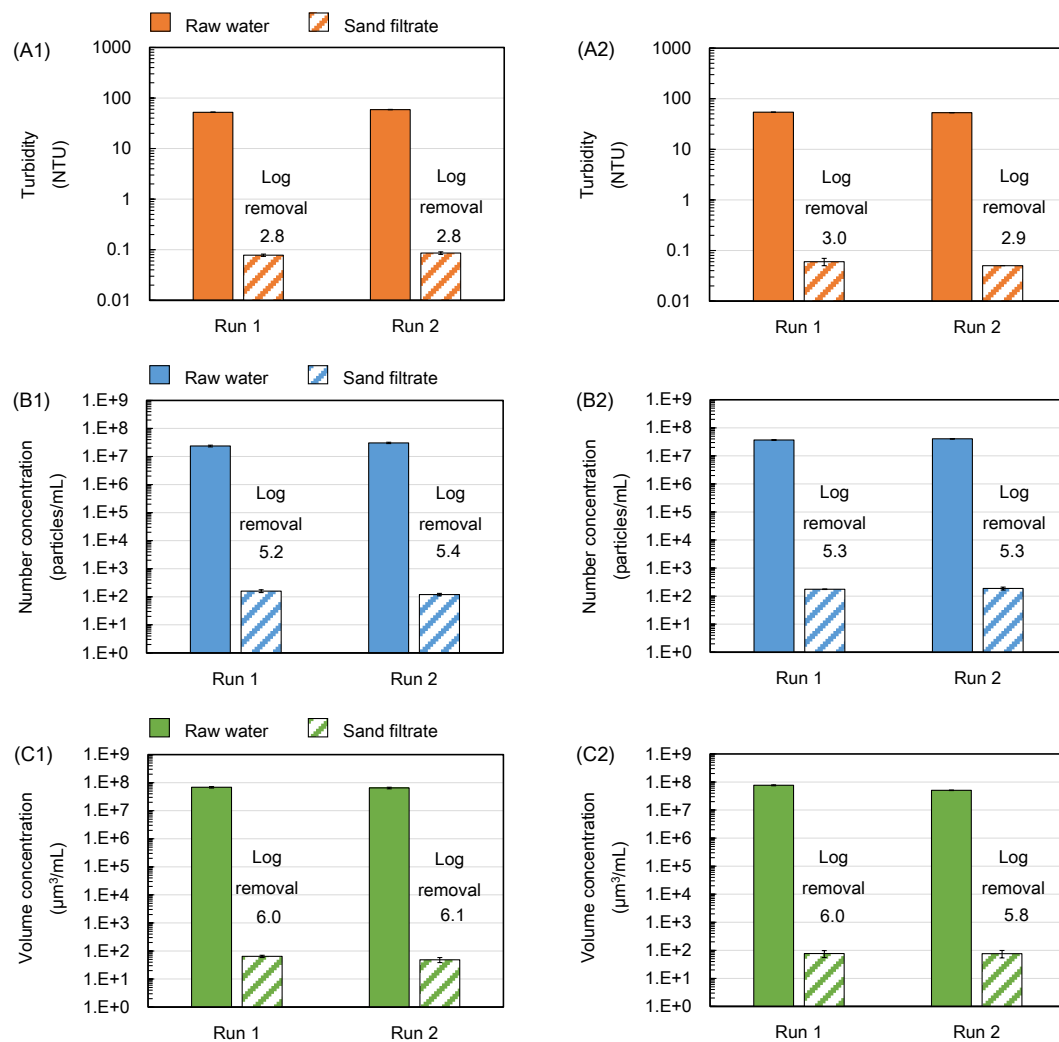 Raw water
Sand filtrate
(A1)
Turbidity
(NTU)
1000
100
10
1
0.1
0.01
Log
removal
2.8
Log
removal
2.8
Run 1
Run 2
(A2)
Turbidity
(NTU)
1000
100
10
1
0.1
0.01
Log
removal
3.0
Log
removal
2.9
Run 1
Run 2
Raw water
Sand filtrate
(B1)
Number concentration
(particles/mL)
1.E+9
1.E+8
1.E+7
1.E+6
1.E+5
1.E+4
1.E+3
1.E+2
1.E+1
1.E+0
Log
removal
5.2
Log
removal
5.4
Run 1
Run 2
(B2)
Number concentration
(particles/mL)
1.E+9
1.E+8
1.E+7
1.E+6
1.E+5
1.E+4
1.E+3
1.E+2
1.E+1
1.E+0
Log
removal
5.3
Log
removal
5.3
Run 1
Run 2
Raw water
Sand filtrate
(C1)
Volume concentration
(μm³/mL)
1.E+9
1.E+8
1.E+7
1.E+6
1.E+5
1.E+4
1.E+3
1.E+2
1.E+1
1.E+0
Log
removal
6.0
Log
removal
6.1
Run 1
Run 2
(C2)
Volume concentration
(μm³/mL)
1.E+9
1.E+8
1.E+7
1.E+6
1.E+5
1.E+4
1.E+3
1.E+2
1.E+1
1.E+0
Log
removal
6.0
Log
removal
5.8
Run 1
Run 2